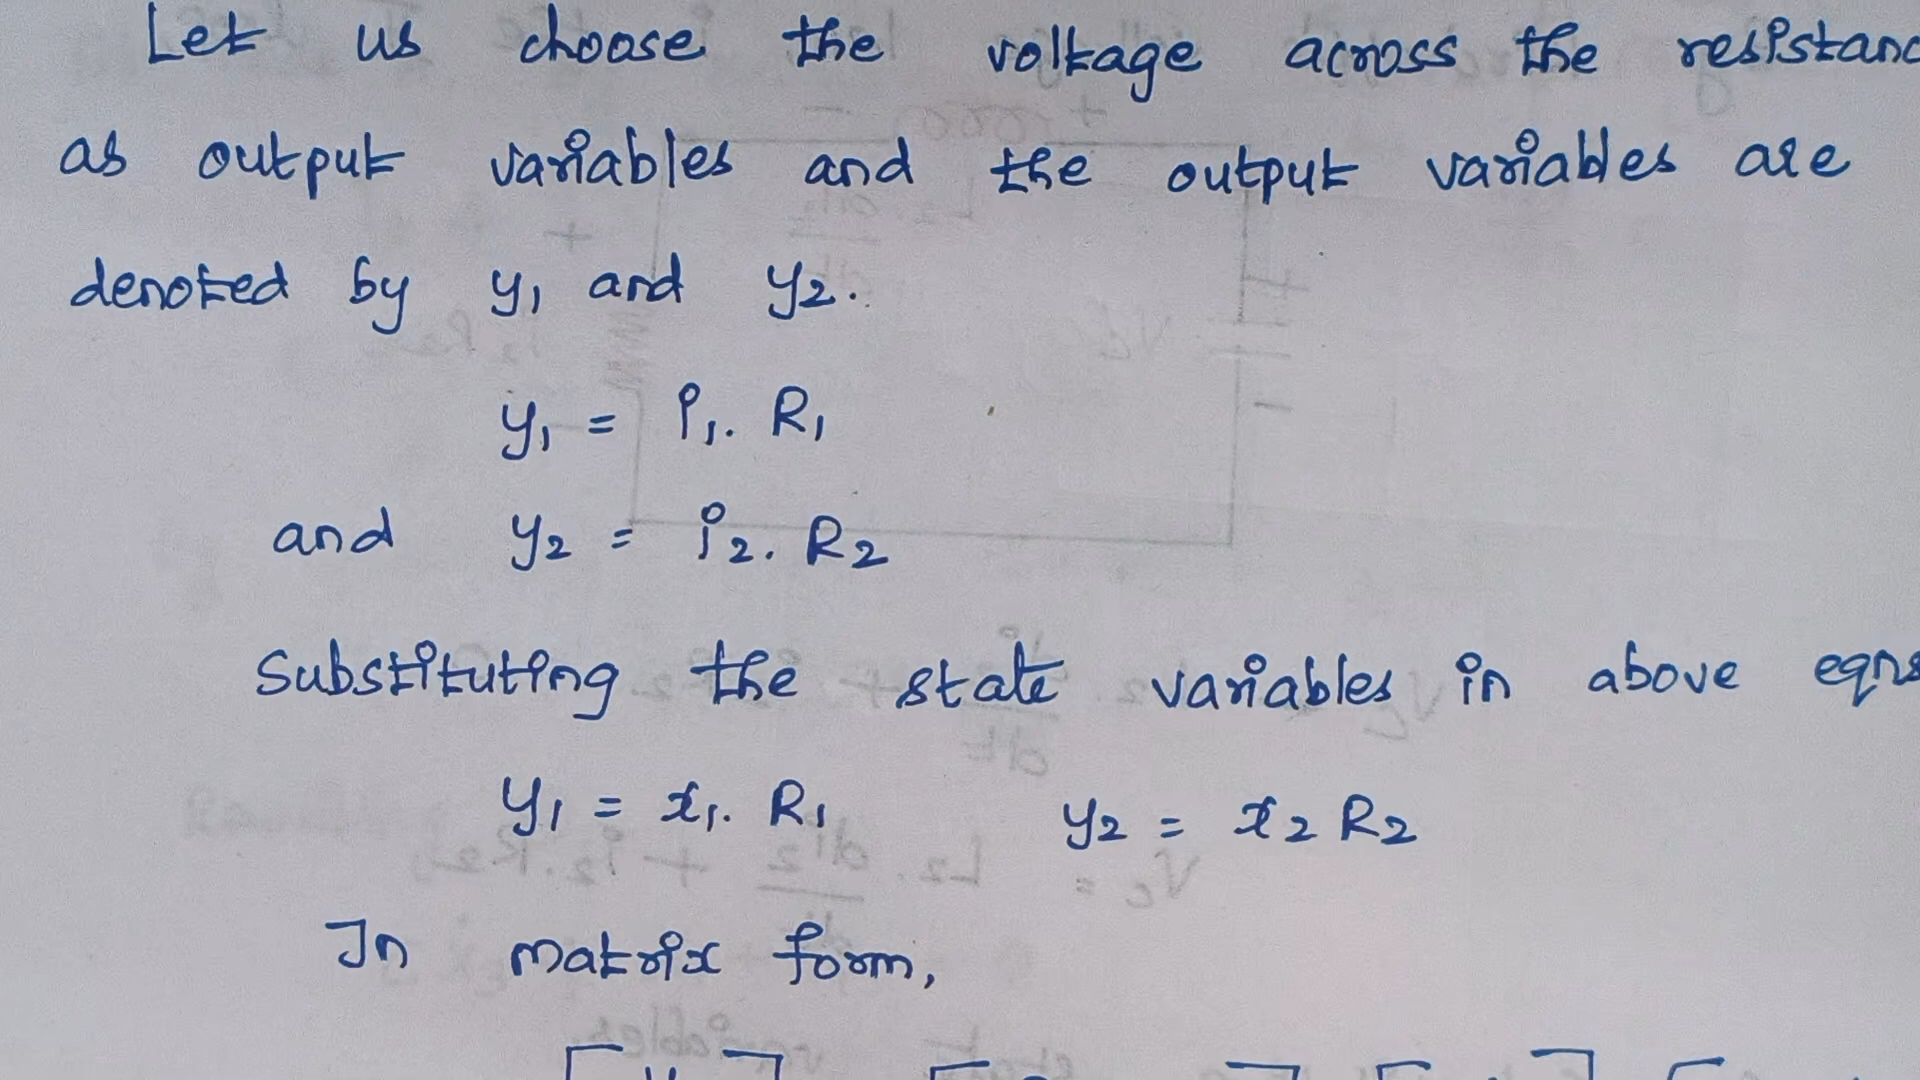 Let us choose the voltage across the resistanc
as output variables and the output variables are
denoted by y1 and y2.
y1 = i1. R1
and y2 = i2. R2
Substituting the state variables in above eqns
y1 = x1. R1 y2 = x2 R2
In matrix form,